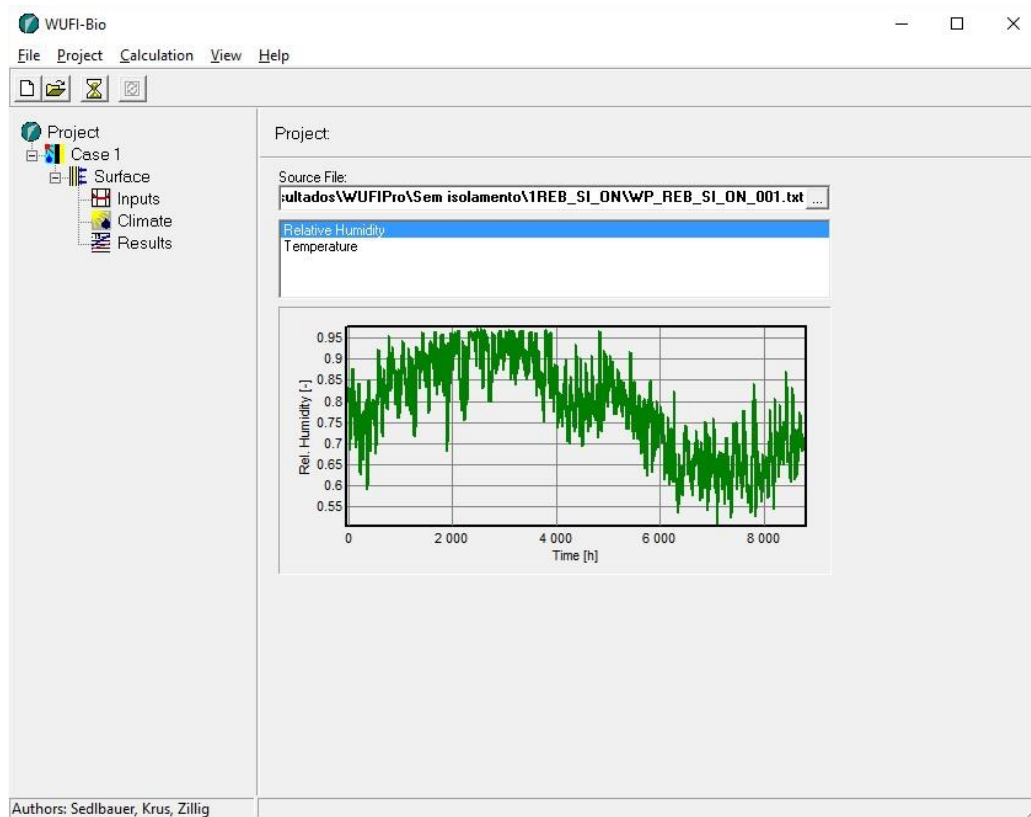 WUFI-Bio
File Project Calculation View Help
Project
Case 1
Surface
Inputs
Climate
Results
Project:
Source File:
sultados\WUFIPro\Sem isolamento\1REB_SI_ON\WP_REB_SI_ON_001.txt ...
Relative Humidity
Temperature
Rel. Humidity [-]
0.95
0.9
0.85
0.8
0.75
0.7
0.65
0.6
0.55
0 2 000 4 000 6 000 8 000
Time [h]
Authors: Sedlbauer, Krus, Zillig